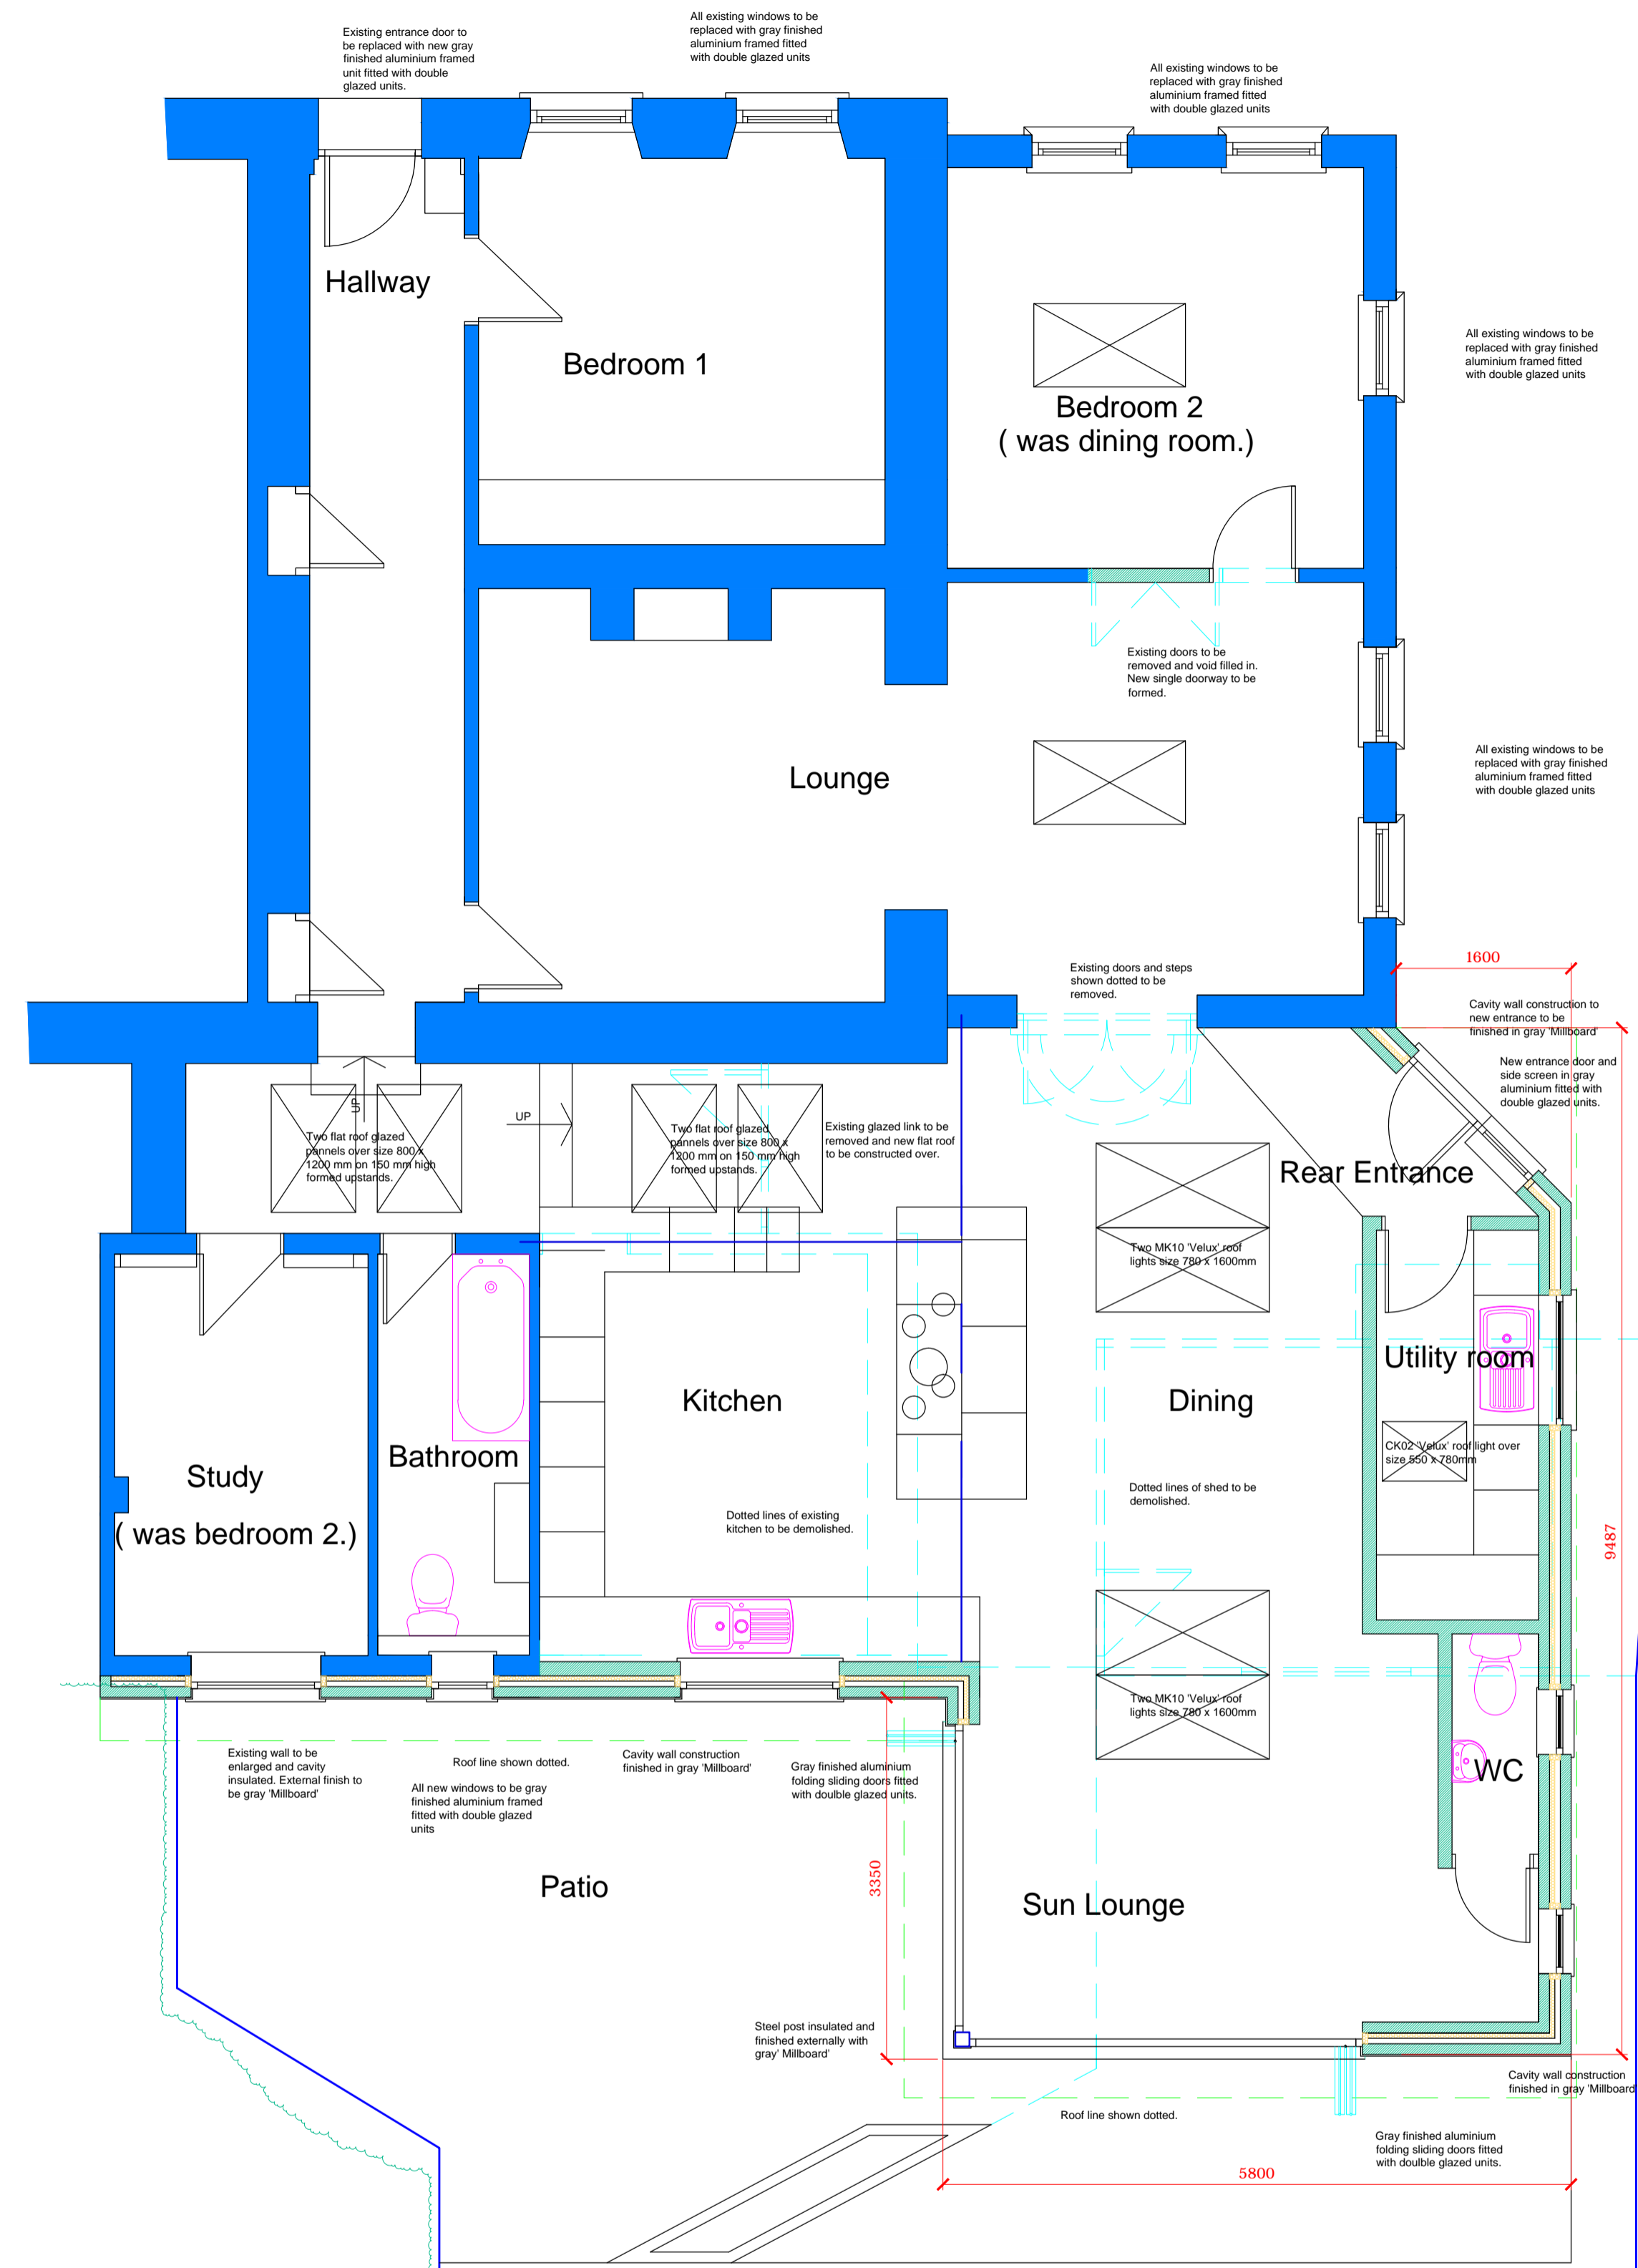 Existing entrance door to
be replaced with new gray
finished aluminium framed
unit fitted with double
glazed units.
All existing windows to be
replaced with gray finished
aluminium framed fitted
with double glazed units
All existing windows to be
replaced with gray finished
aluminium framed fitted
with double glazed units
Hallway
Bedroom 1
Bedroom 2
( was dining room.)
All existing windows to be
replaced with gray finished
aluminium framed fitted
with double glazed units
Existing doors to be
removed and void filled in.
New single doorway to be
formed.
Lounge
All existing windows to be
replaced with gray finished
aluminium framed fitted
with double glazed units
Existing doors and steps
shown dotted to be
removed.
1600
Cavity wall construction to
new entrance to be
finished in gray 'Millboard'
New entrance door and
side screen in gray
aluminium fitted with
double glazed units.
UP
UP
Two flat roof glazed
pannels over size 800 x
1200 mm on 150 mm high
formed upstands.
Two flat roof glazed
pannels over size 800 x
1200 mm on 150 mm high
formed upstands.
Existing glazed link to be
removed and new flat roof
to be constructed over.
Rear Entrance
Two MK10 'Velux' roof
lights size 780 x 1600mm
Utility room
Kitchen
Dining
Bathroom
Study
( was bedroom 2.)
CK02 'Velux' roof light over
size 550 x 780mm
Dotted lines of shed to be
demolished.
Dotted lines of existing
kitchen to be demolished.
9487
Two MK10 'Velux' roof
lights size 780 x 1600mm
WC
Existing wall to be
enlarged and cavity
insulated. External finish to
be gray 'Millboard'
Roof line shown dotted.
All new windows to be gray
finished aluminium framed
fitted with double glazed
units
Cavity wall construction
finished in gray 'Millboard'
Gray finished aluminium
folding sliding doors fitted
with doulble glazed units.
3350
Patio
Sun Lounge
Steel post insulated and
finished externally with
gray' Millboard'
Cavity wall construction
finished in gray 'Millboard
Roof line shown dotted.
Gray finished aluminium
folding sliding doors fitted
with doulble glazed units.
5800